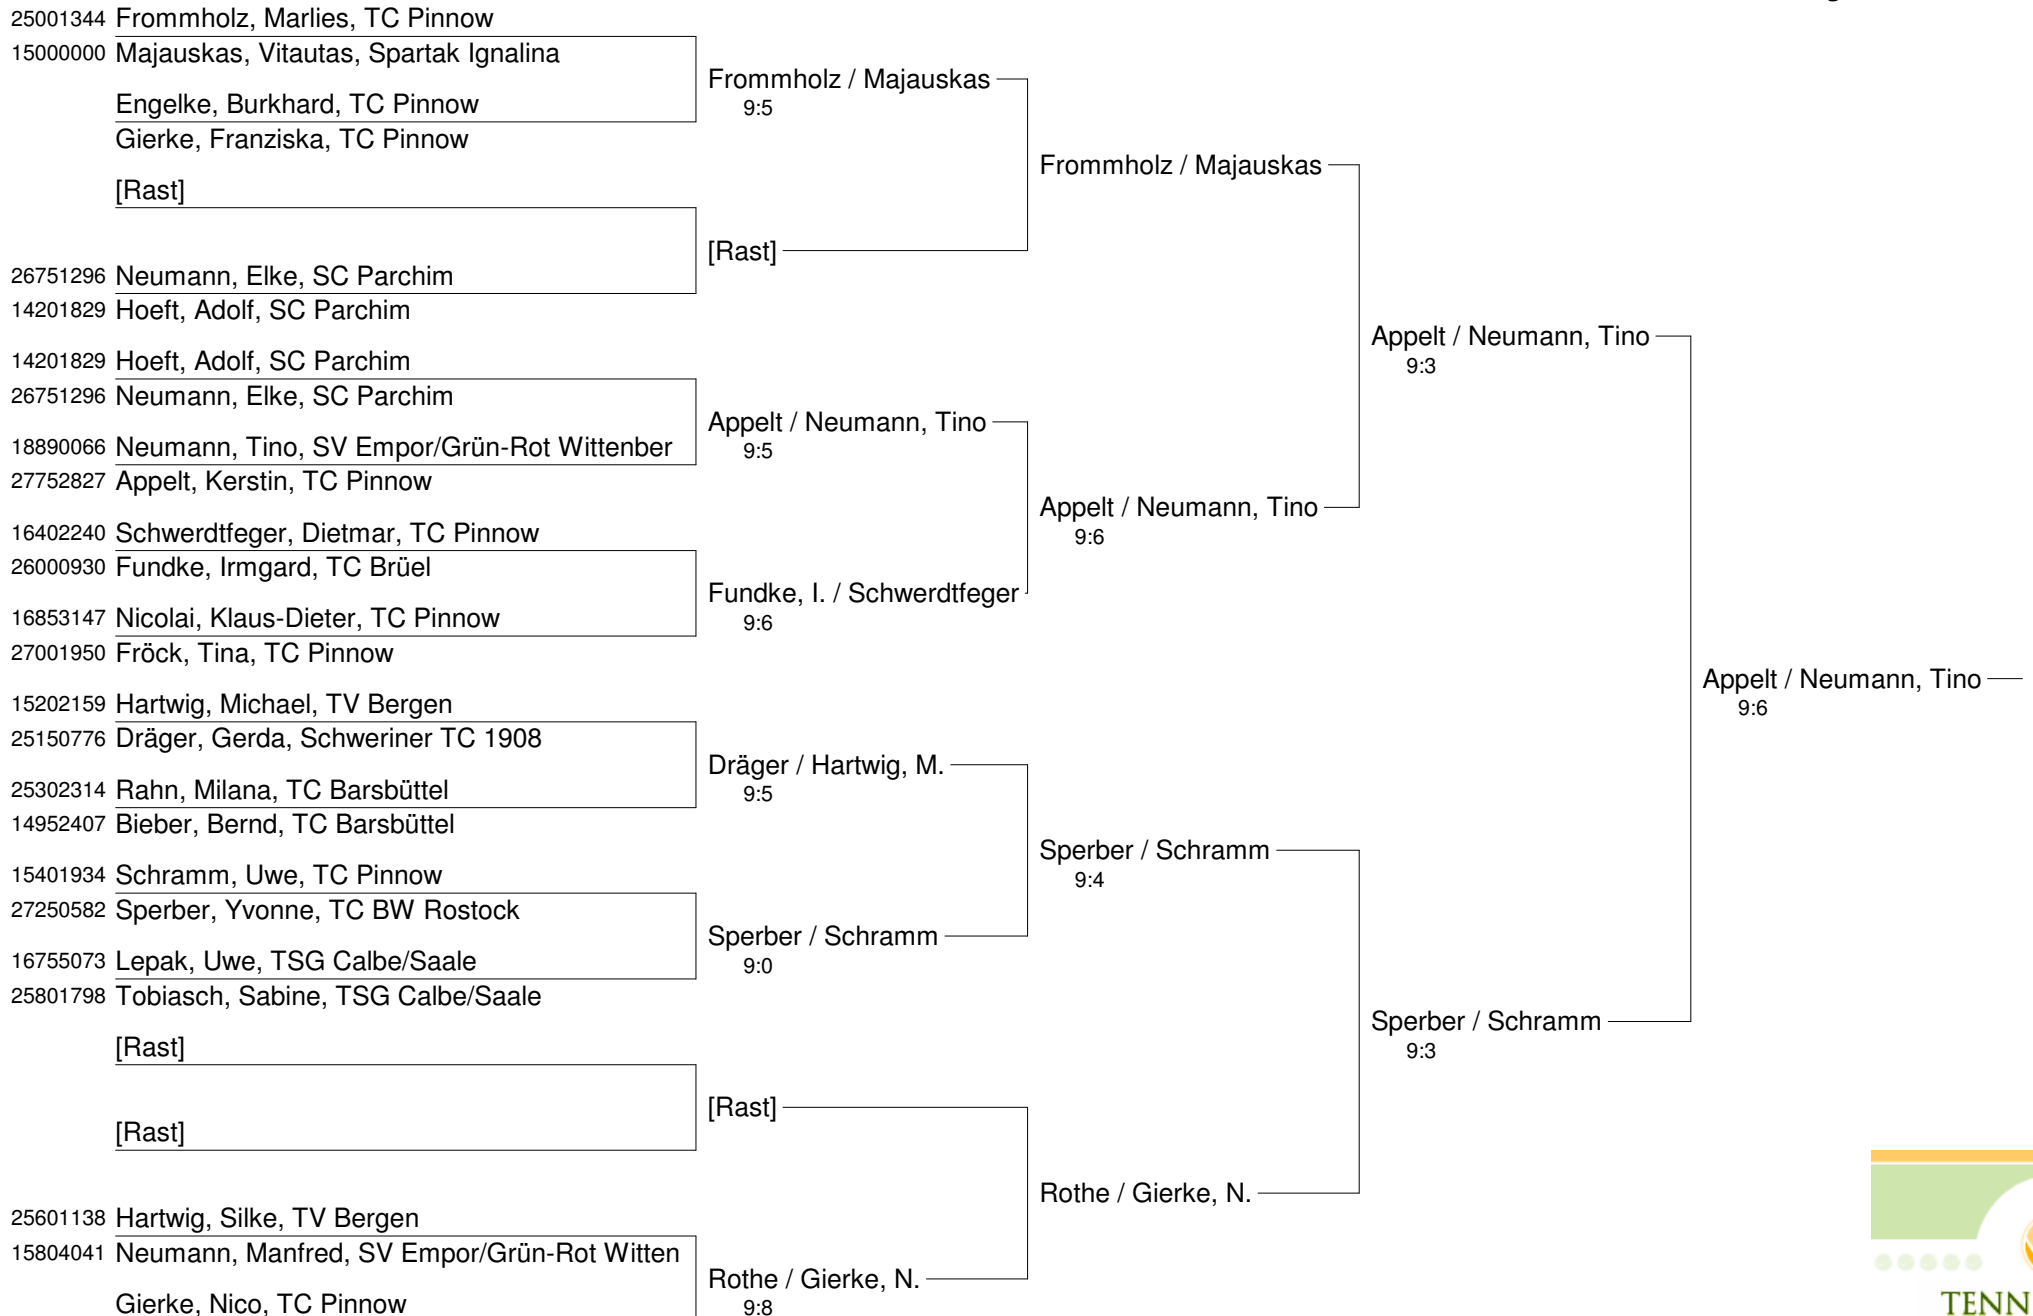 25001344 Frommholz, Marlies, TC Pinnow
15000000 Majauskas, Vitautas, Spartak Ignalina
Frommholz / Majauskas
9:5
Engelke, Burkhard, TC Pinnow
Gierke, Franziska, TC Pinnow
Frommholz / Majauskas
[Rast]
[Rast]
26751296 Neumann, Elke, SC Parchim
14201829 Hoeft, Adolf, SC Parchim
Appelt / Neumann, Tino
9:3
14201829 Hoeft, Adolf, SC Parchim
26751296 Neumann, Elke, SC Parchim
Appelt / Neumann, Tino
9:5
18890066 Neumann, Tino, SV Empor/Grün-Rot Wittenber
27752827 Appelt, Kerstin, TC Pinnow
Appelt / Neumann, Tino
9:6
16402240 Schwerdtfeger, Dietmar, TC Pinnow
26000930 Fundke, Irmgard, TC Brüel
Fundke, I. / Schwerdtfeger
9:6
16853147 Nicolai, Klaus-Dieter, TC Pinnow
27001950 Fröck, Tina, TC Pinnow
Appelt / Neumann, Tino
9:6
15202159 Hartwig, Michael, TV Bergen
25150776 Dräger, Gerda, Schweriner TC 1908
Dräger / Hartwig, M.
9:5
25302314 Rahn, Milana, TC Barsbüttel
14952407 Bieber, Bernd, TC Barsbüttel
Sperber / Schramm
9:4
15401934 Schramm, Uwe, TC Pinnow
27250582 Sperber, Yvonne, TC BW Rostock
Sperber / Schramm
9:0
16755073 Lepak, Uwe, TSG Calbe/Saale
25801798 Tobiasch, Sabine, TSG Calbe/Saale
Sperber / Schramm
9:3
[Rast]
[Rast]
[Rast]
Rothe / Gierke, N.
25601138 Hartwig, Silke, TV Bergen
15804041 Neumann, Manfred, SV Empor/Grün-Rot Witten
Rothe / Gierke, N.
9:8
Gierke, Nico, TC Pinnow
TENN